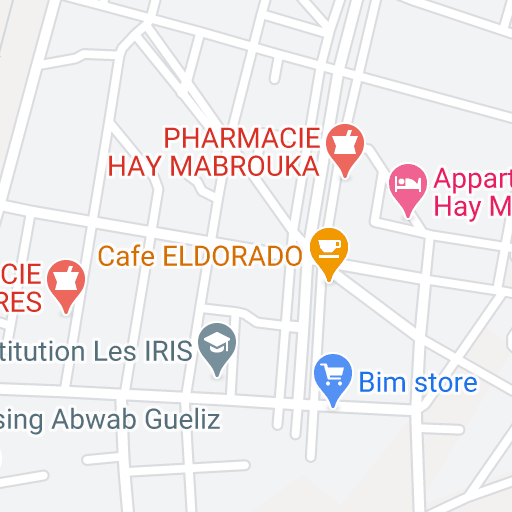 PHARMACIE
HAY MABROUKA
Appart
Hay M
Cafe ELDORADO
CIE
RES
titution Les IRIS
Bim store
sing Abwab Gueliz